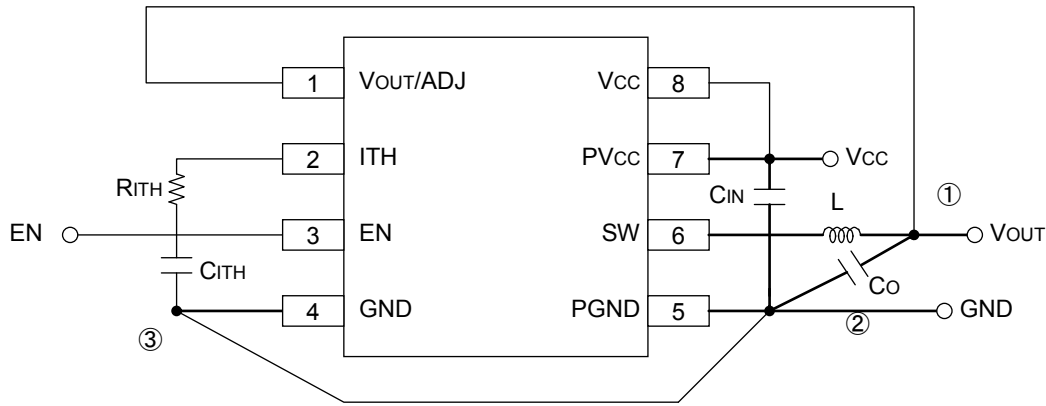 1 VOUT/ADJ VCC 8
2 ITH PVCC 7 VCC
RITH CIN L ①
EN 3 EN SW 6 VOUT
CITH CO
4 GND PGND 5 GND
③ ②